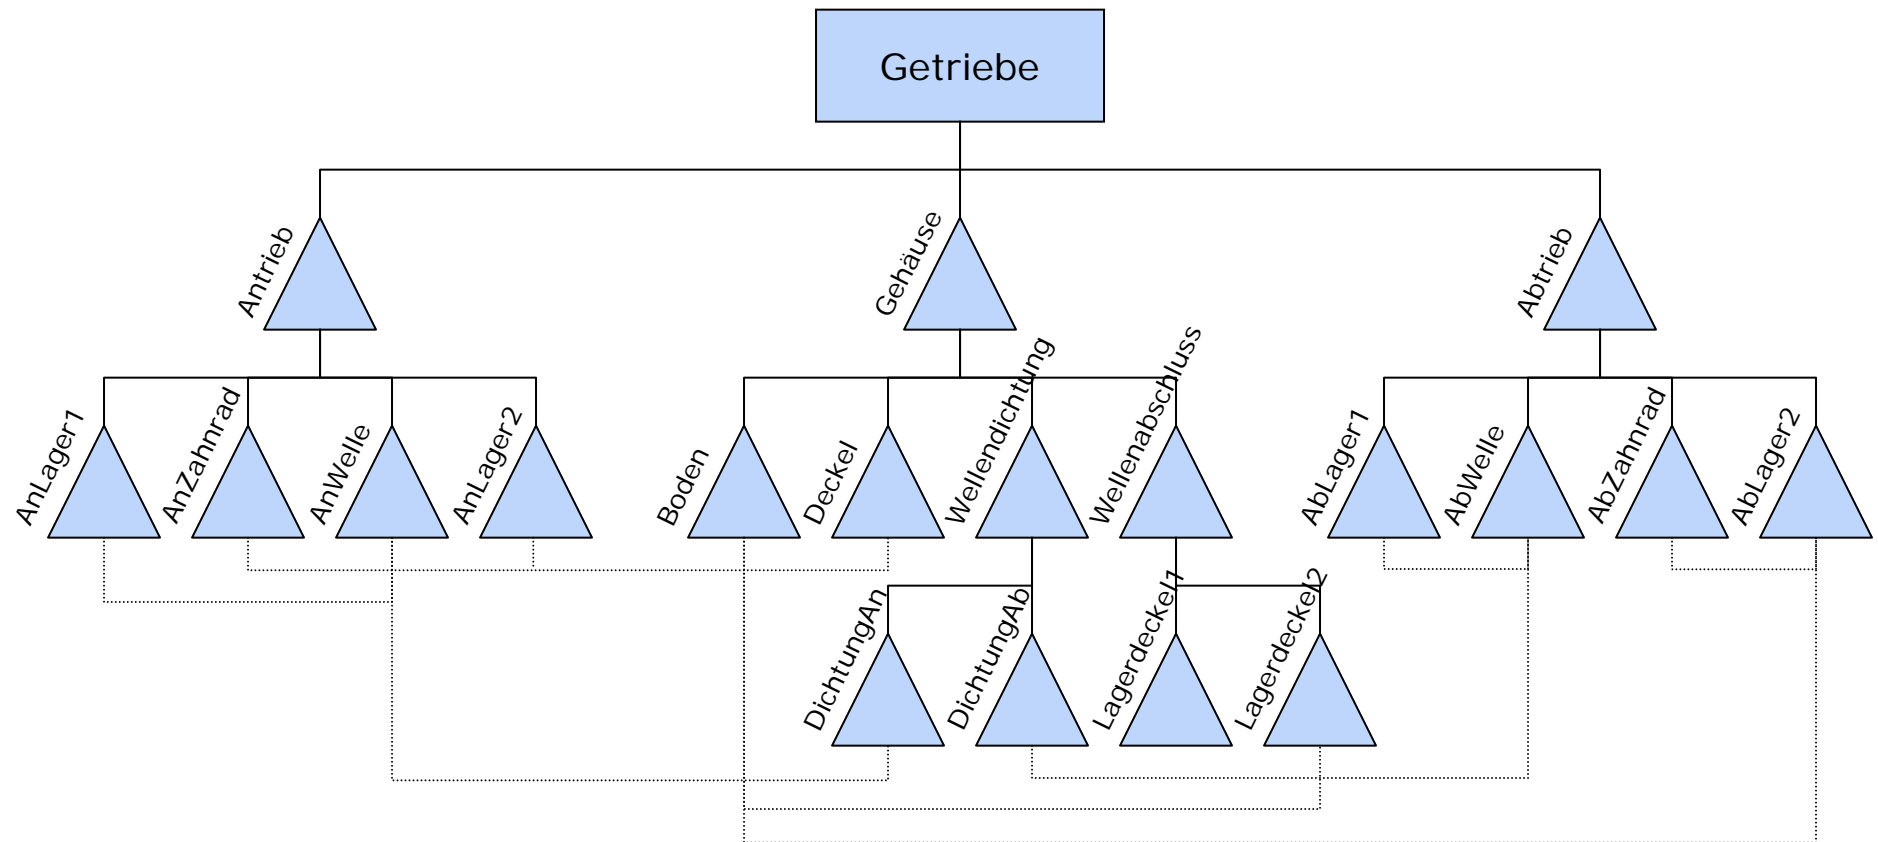 Getriebe
Antrieb
Gehäuse
Abtrieb
AnLager1
AnZahnrad
AnWelle
AnLager2
Boden
Deckel
Wellendichtung
Wellenabschluss
AbLager1
AbWelle
AbZahnrad
AbLager2
DichtungAn
DichtungAb
Lagerdeckel1
Lagerdeckel2